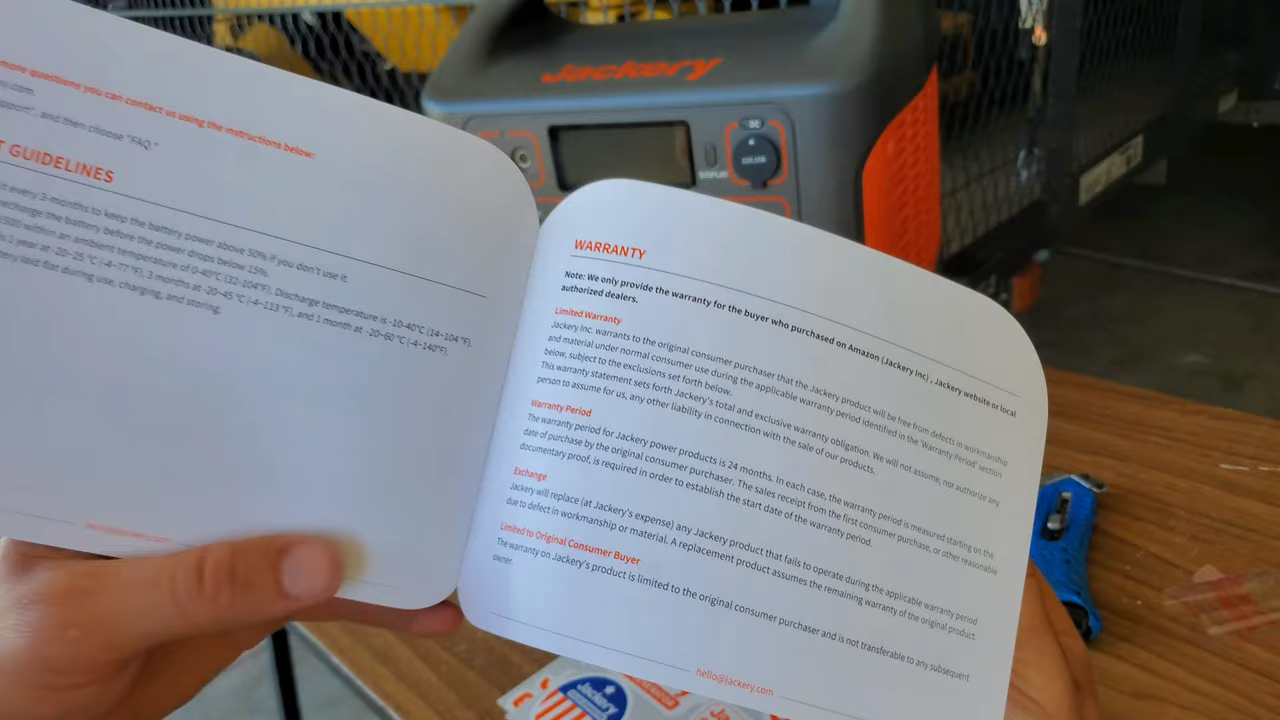 Jackery
DC
DISPLAY
more questions you can contact us using the instructions below:
and then choose "FAQ."
GUIDELINES
it every 3-months to keep the battery power above 50% if you don't use it.
recharge the battery before the power drops below 15%.
within an ambient temperature of 0-40°C (32-104°F). Discharge temperature is -10-40°C (14~104 °F).
1 year at -20~25 °C (-4~77 °F), 3 months at -20~45 °C (-4~113 °F), and 1 month at -20~60 °C (-4~140°F).
laid flat during use, charging, and storing.
WARRANTY
Note: We only provide the warranty for the buyer who purchased on Amazon (Jackery Inc) , Jackery website or local
authorized dealers.
Limited Warranty
Jackery Inc. warrants to the original consumer purchaser that the Jackery product will be free from defects in workmanship
and material under normal consumer use during the applicable warranty period identified in the 'Warranty Period' section
below, subject to the exclusions set forth below.
This warranty statement sets forth Jackery's total and exclusive warranty obligation. We will not assume, nor authorize any
person to assume for us, any other liability in connection with the sale of our products.
Warranty Period
The warranty period for Jackery power products is 24 months. In each case, the warranty period is measured starting on the
date of purchase by the original consumer purchaser. The sales receipt from the first consumer purchase, or other reasonable
documentary proof, is required in order to establish the start date of the warranty period.
Exchange
Jackery will replace (at Jackery's expense) any Jackery product that fails to operate during the applicable warranty period
due to defect in workmanship or material. A replacement product assumes the remaining warranty of the original product.
Limited to Original Consumer Buyer
The warranty on Jackery's product is limited to the original consumer purchaser and is not transferable to any subsequent
owner.
hello@jackery.com
Jackery